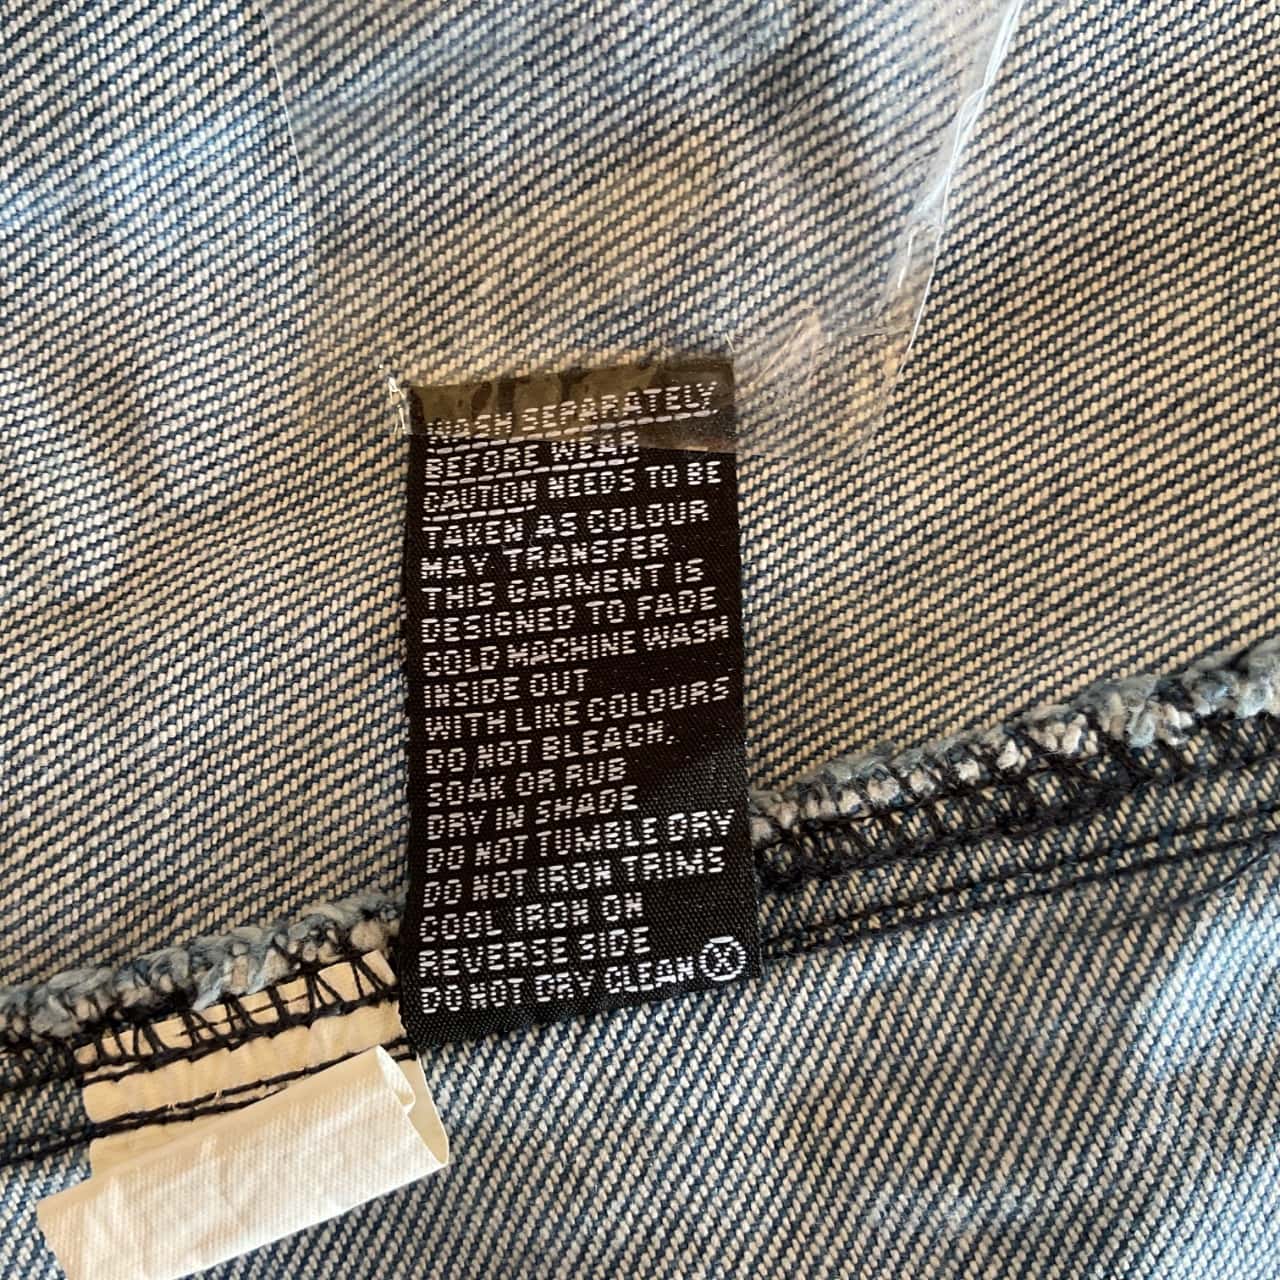 WASH SEPARATELY
BEFORE WEAR
CAUTION NEEDS TO BE
TAKEN AS COLOUR
MAY TRANSFER
THIS GARMENT IS
DESIGNED TO FADE
COLD MACHINE WASH
INSIDE OUT
WITH LIKE COLOURS
DO NOT BLEACH,
SOAK OR RUB
DRY IN SHADE
DO NOT TUMBLE DRY
DO NOT IRON TRIMS
COOL IRON ON
REVERSE SIDE
DO NOT DRY CLEAN